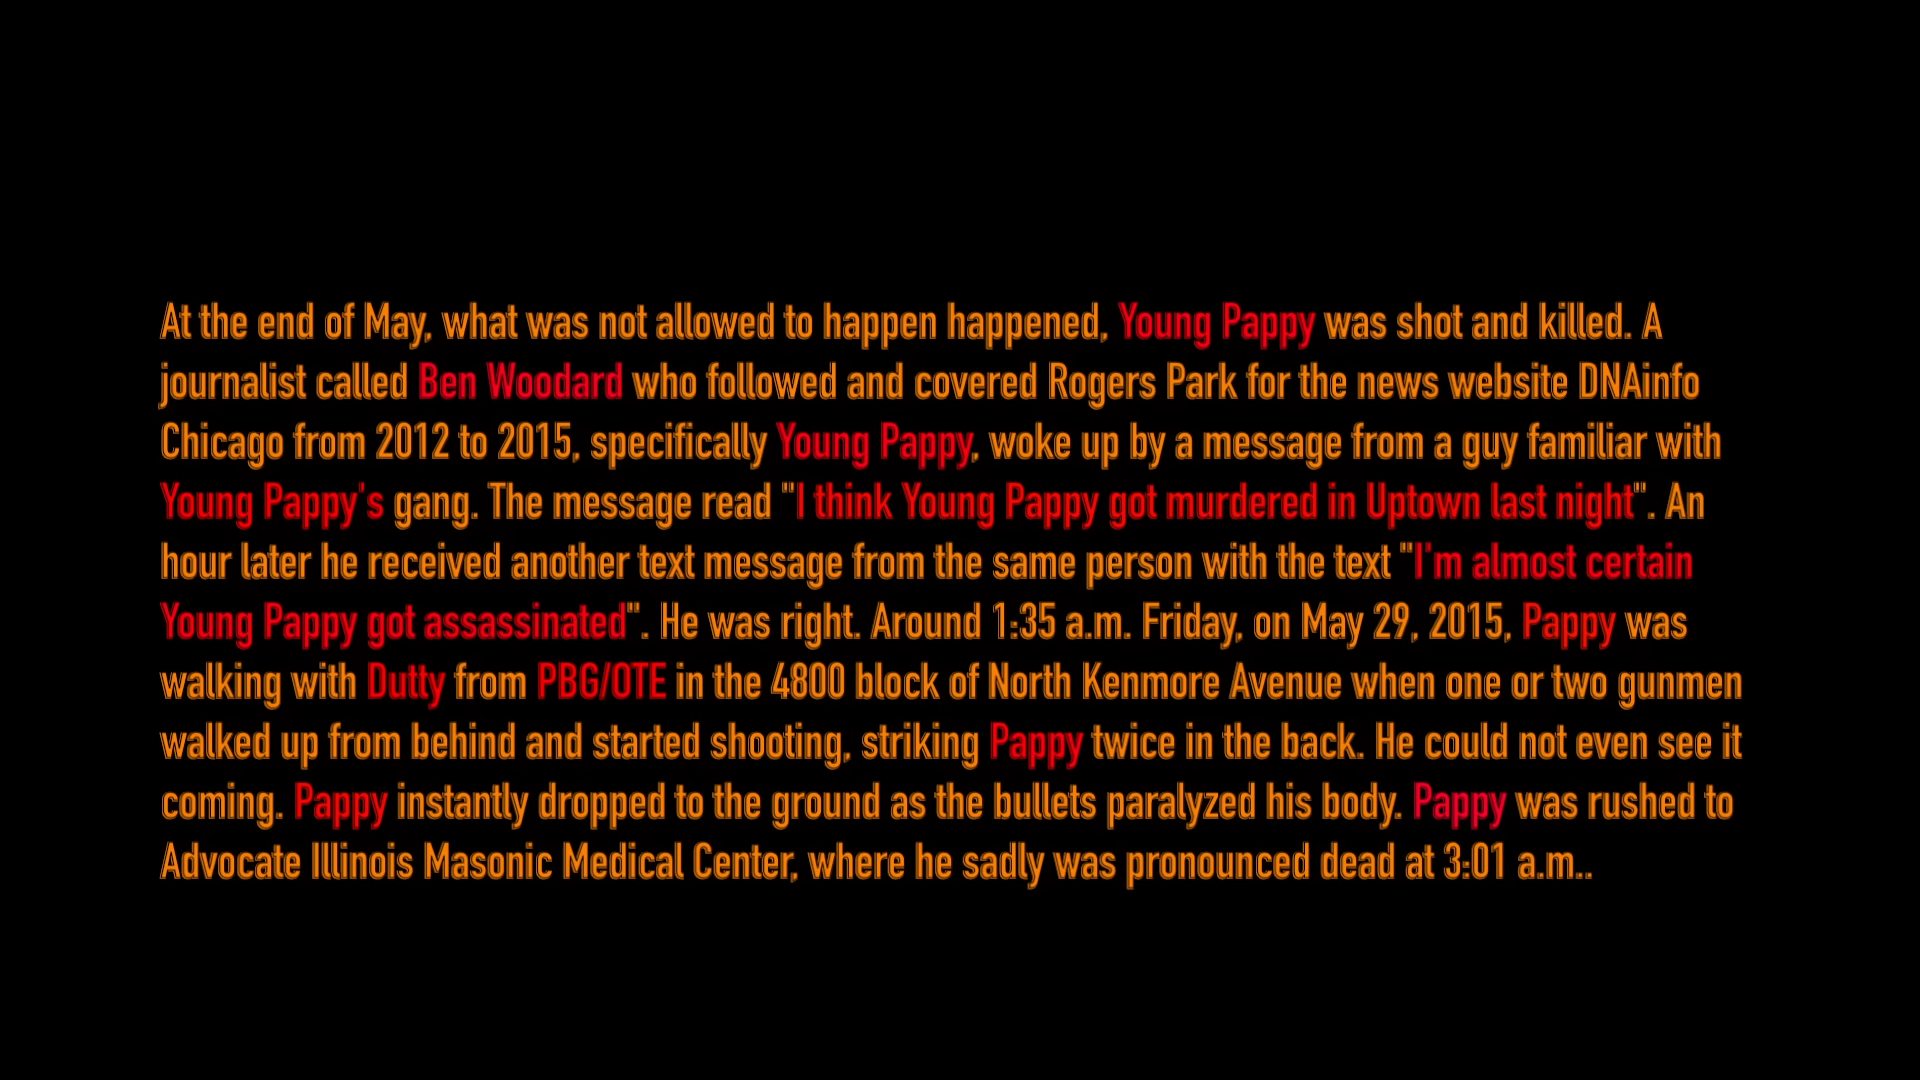 At the end of May, what was not allowed to happen happened, Young Pappy was shot and killed. A
journalist called Ben Woodard who followed and covered Rogers Park for the news website DNAinfo
Chicago from 2012 to 2015, specifically Young Pappy, woke up by a message from a guy familiar with
Young Pappy's gang. The message read "I think Young Pappy got murdered in Uptown last night". An
hour later he received another text message from the same person with the text "I'm almost certain
Young Pappy got assassinated". He was right. Around 1:35 a.m. Friday, on May 29, 2015, Pappy was
walking with Dutty from PBG/OTE in the 4800 block of North Kenmore Avenue when one or two gunmen
walked up from behind and started shooting, striking Pappy twice in the back. He could not even see it
coming. Pappy instantly dropped to the ground as the bullets paralyzed his body. Pappy was rushed to
Advocate Illinois Masonic Medical Center, where he sadly was pronounced dead at 3:01 a.m..